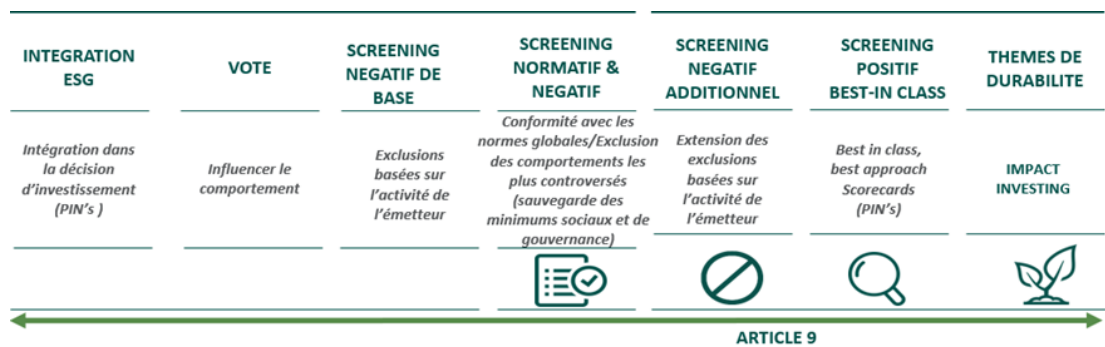 INTEGRATION
ESG
VOTE
SCREENING
NEGATIF DE
BASE
SCREENING
NORMATIF &
NEGATIF
SCREENING
NEGATIF
ADDITIONNEL
SCREENING
POSITIF
BEST-IN CLASS
THEMES DE
DURABILITE
Intégration dans
la décision
d'investissement
(PIN's )
Influencer le
comportement
Exclusions
basées sur
l'activité de
l'émetteur
Conformité avec les
normes globales/Exclusion
des comportements les
plus controversés
(sauvegarde des
minimums sociaux et de
gouvernance)
Extension des
exclusions
basées sur
l'activité de
l'émetteur
Best in class,
best approach
Scorecards
(PIN's)
IMPACT
INVESTING
ARTICLE 9